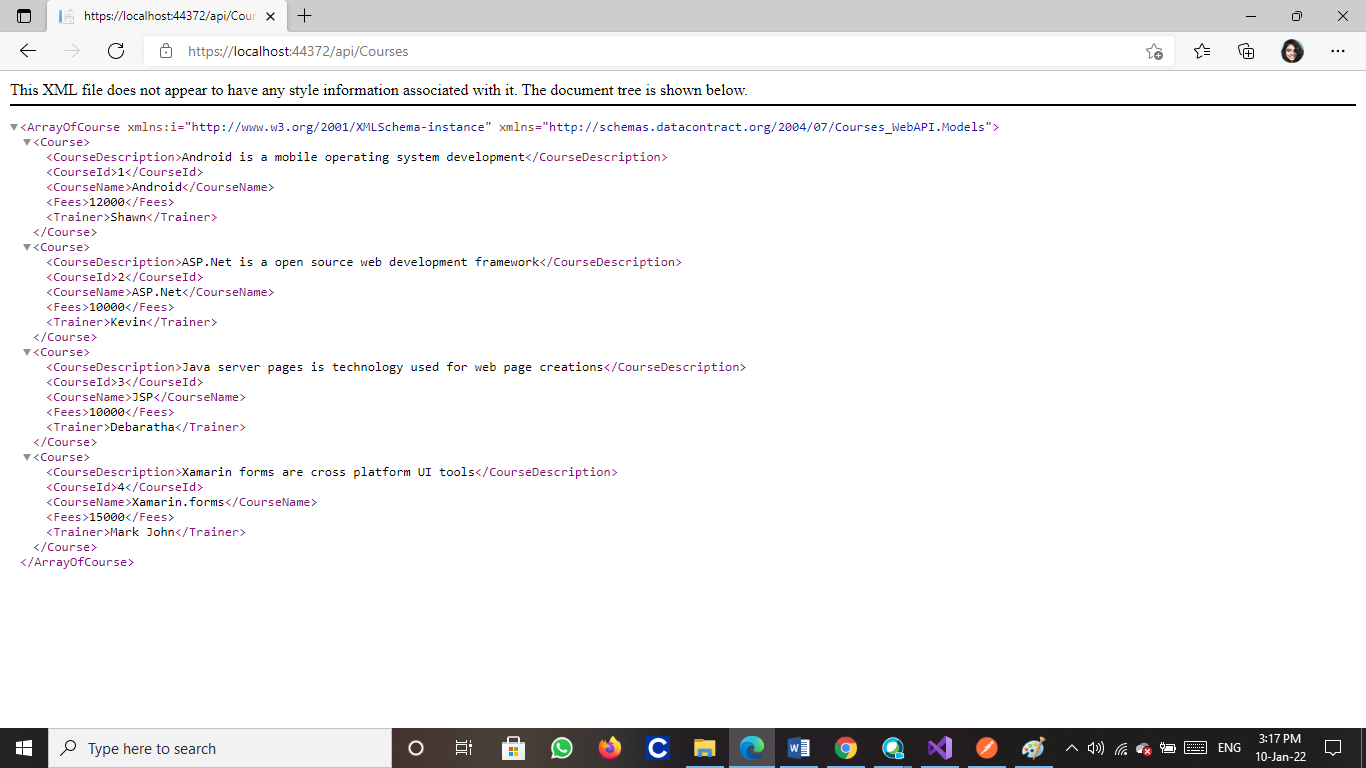 https://localhost:44372/api/Cour
https://localhost:44372/api/Courses
This XML file does not appear to have any style information associated with it. The document tree is shown below.
<ArrayOfCourse xmlns:i="http://www.w3.org/2001/XMLSchema-instance" xmlns="http://schemas.datacontract.org/2004/07/Courses_WebAPI.Models">
<Course>
<CourseDescription>Android is a mobile operating system development</CourseDescription>
<CourseId>1</CourseId>
<CourseName>Android</CourseName>
<Fees>12000</Fees>
<Trainer>Shawn</Trainer>
</Course>
<Course>
<CourseDescription>ASP.Net is a open source web development framework</CourseDescription>
<CourseId>2</CourseId>
<CourseName>ASP.Net</CourseName>
<Fees>10000</Fees>
<Trainer>Kevin</Trainer>
</Course>
<Course>
<CourseDescription>Java server pages is technology used for web page creations</CourseDescription>
<CourseId>3</CourseId>
<CourseName>JSP</CourseName>
<Fees>10000</Fees>
<Trainer>Debaratha</Trainer>
</Course>
<Course>
<CourseDescription>Xamarin forms are cross platform UI tools</CourseDescription>
<CourseId>4</CourseId>
<CourseName>Xamarin.forms</CourseName>
<Fees>15000</Fees>
<Trainer>Mark John</Trainer>
</Course>
</ArrayOfCourse>
Type here to search
ENG
3:17 PM
10-Jan-22